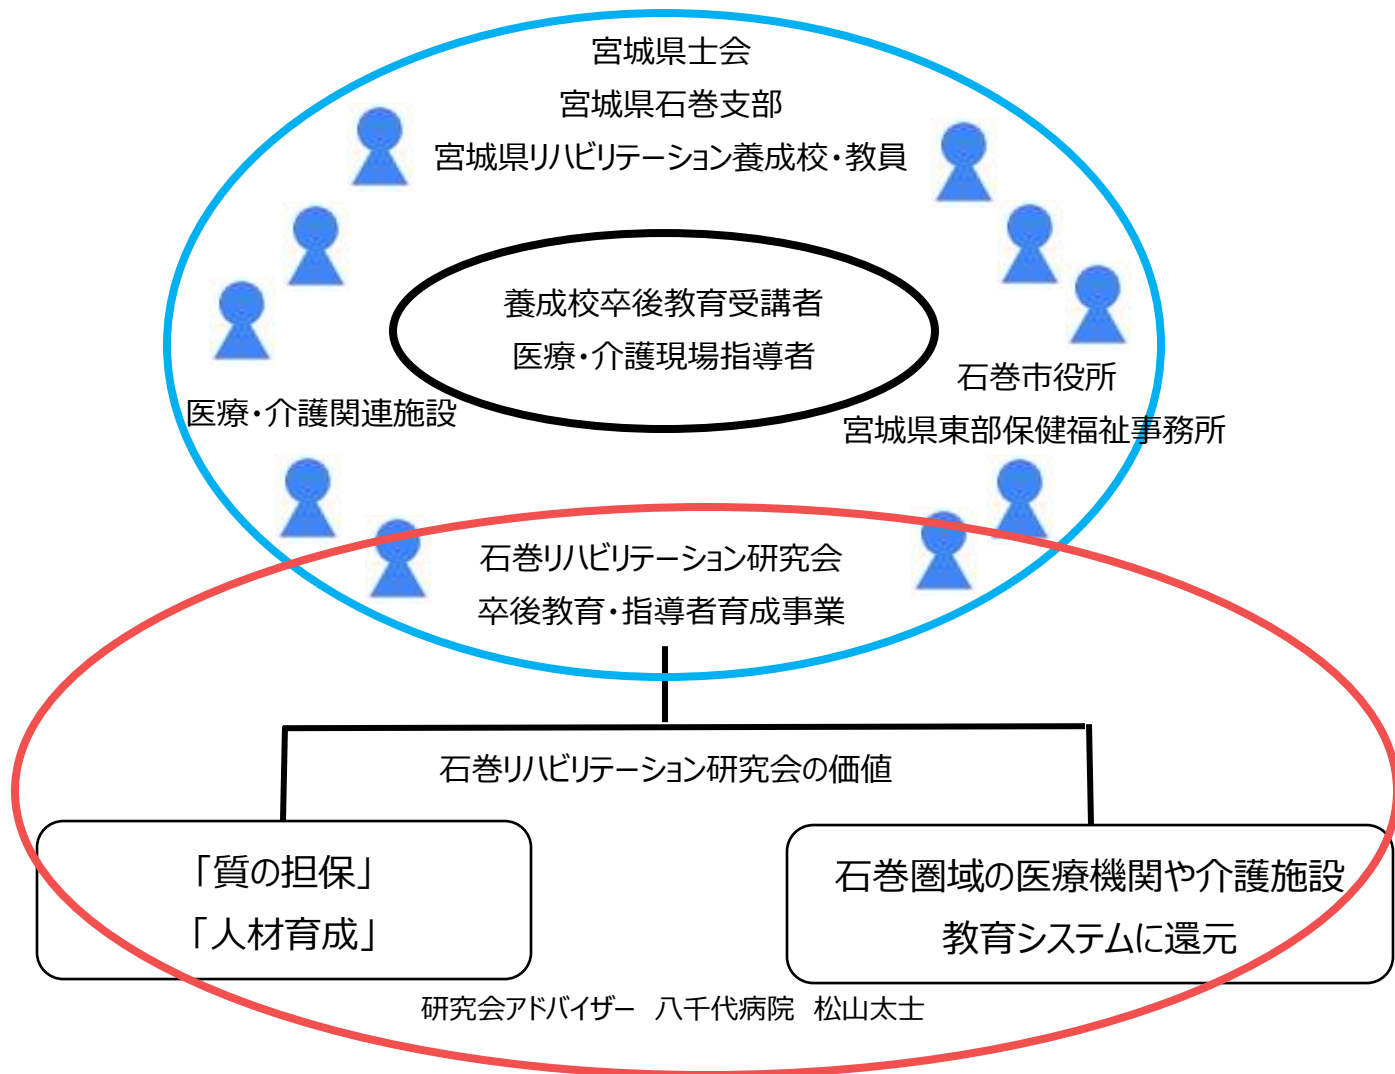 宮城県士会
宮城県石巻支部
宮城県リハビリテーション養成校・教員
養成校卒後教育受講者
医療・介護現場指導者
医療・介護関連施設
石巻市役所
宮城県東部保健福祉事務所
石巻リハビリテーション研究会
卒後教育・指導者育成事業
石巻リハビリテーション研究会の価値
「質の担保」
「人材育成」
石巻圏域の医療機関や介護施設
教育システムに還元
研究会アドバイザー　八千代病院　松山太士